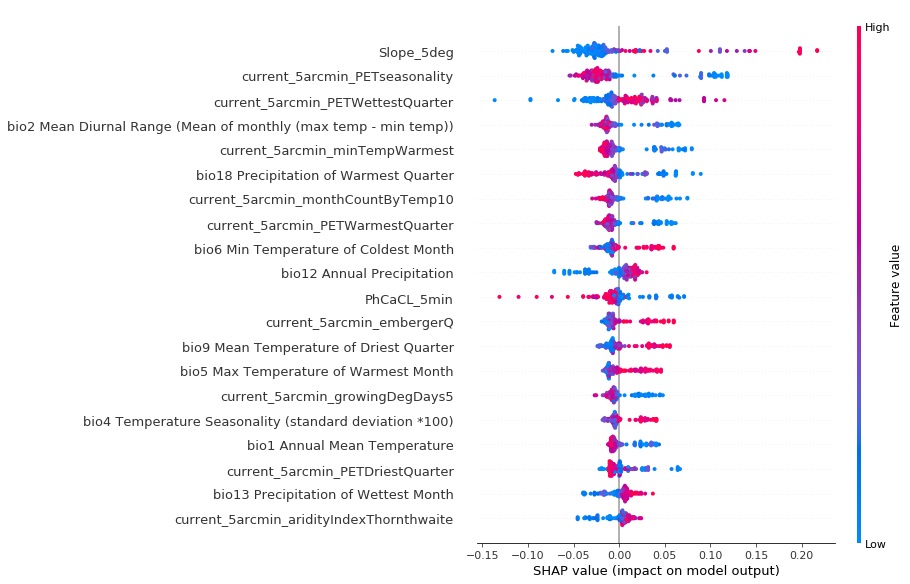 High
Slope_5deg
current_5arcmin_PETseasonality
current_5arcmin_PETWettestQuarter
bio2 Mean Diurnal Range (Mean of monthly (max temp - min temp))
current_5arcmin_minTempWarmest
bio18 Precipitation of Warmest Quarter
current_5arcmin_monthCountByTemp10
current_5arcmin_PETWarmestQuarter
bio6 Min Temperature of Coldest Month
bio12 Annual Precipitation
PhCaCL_5min
current_5arcmin_embergerQ
bio9 Mean Temperature of Driest Quarter
bio5 Max Temperature of Warmest Month
current_5arcmin_growingDegDays5
bio4 Temperature Seasonality (standard deviation *100)
bio1 Annual Mean Temperature
current_5arcmin_PETDriestQuarter
bio13 Precipitation of Wettest Month
current_5arcmin_aridityIndexThornthwaite
Feature value
Low
−0.15 −0.10 −0.05 0.00 0.05 0.10 0.15 0.20
SHAP value (impact on model output)